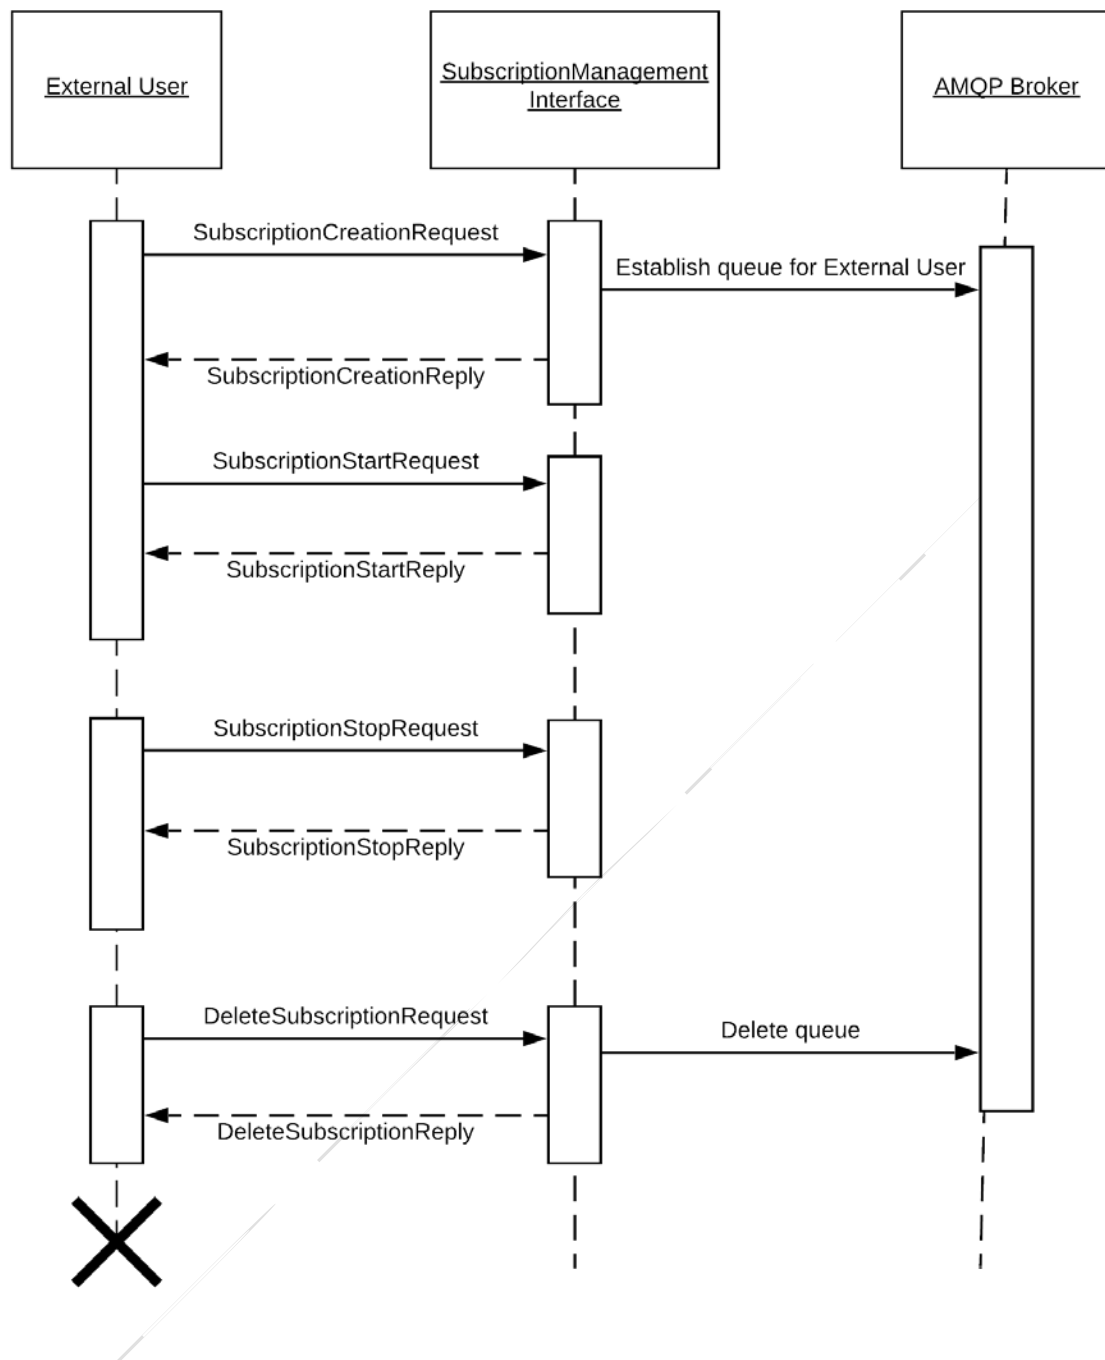 External User
SubscriptionManagement
Interface
AMQP Broker
SubscriptionCreationRequest
Establish queue for External User
SubscriptionCreationReply
SubscriptionStartRequest
SubscriptionStartReply
SubscriptionStopRequest
SubscriptionStopReply
DeleteSubscriptionRequest
Delete queue
DeleteSubscriptionReply